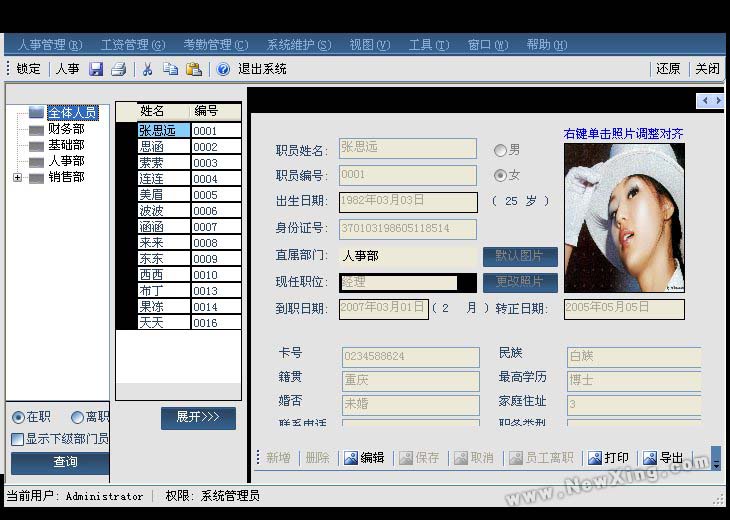 人事管理(R) 工资管理(G) 考勤管理(C) 系统维护(S) 视图(V) 工具(T) 窗口(W) 帮助(H)
锁定 人事 退出系统 还原 关闭
全体人员
财务部
基础部
人事部
销售部
姓名 编号
张思远 0001
思涵 0002
萦萦 0003
连连 0004
美眉 0005
波波 0006
涵涵 0007
来来 0008
东东 0009
西西 0010
布丁 0013
果冻 0014
天天 0016
右键单击照片调整对齐
职员姓名: 张思远 男
职员编号: 0001 女
出生日期: 1982年03月03日 ( 25 岁 )
身份证号: 370103198605118514
直属部门: 人事部 默认图片
现任职位: 经理 更改照片
到职日期: 2007年03月01日 ( 2 月 ) 转正日期: 2005年05月05日
卡号 0234588624 民族 白族
籍贯 重庆 最高学历 博士
婚否 未婚 家庭住址 3
联系电话 职务类型
在职 离职
显示下级部门员
展开>>>
查询
新增 删除 编辑 保存 取消 员工离职 打印 导出
www.NewXing.com
当前用户: Administrator 权限: 系统管理员